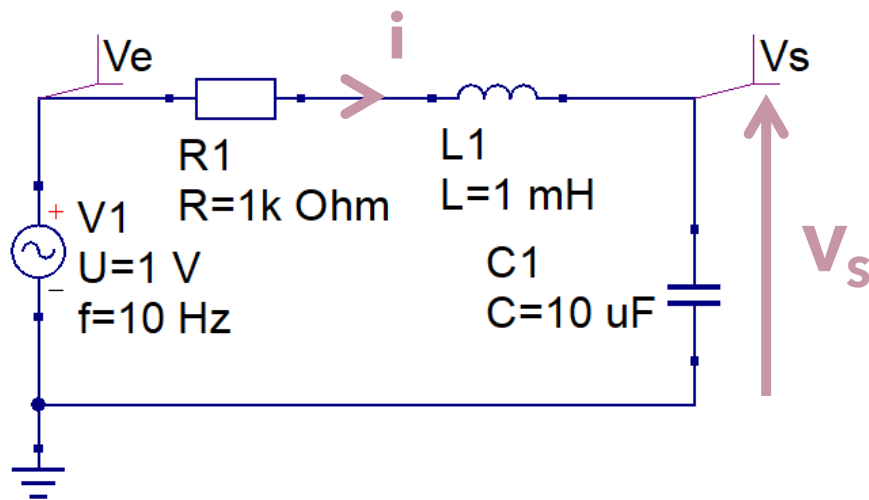 i
Ve
Vs
R1
R=1k Ohm
L1
L=1 mH
+
V1
U=1 V
f=10 Hz
−
C1
C=10 uF
vs